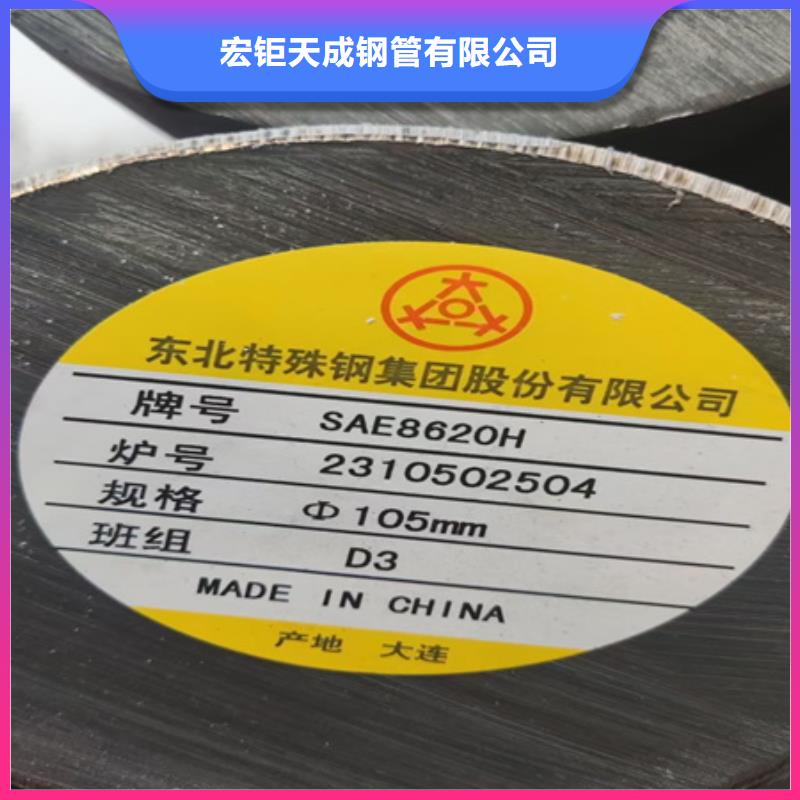 宏钜天成钢管有限公司
东北特殊钢集团股份有限公司
牌号 SAE8620H
炉号 2310502504
规格 Φ105mm
班组 D3
MADE IN CHINA
产地 大连